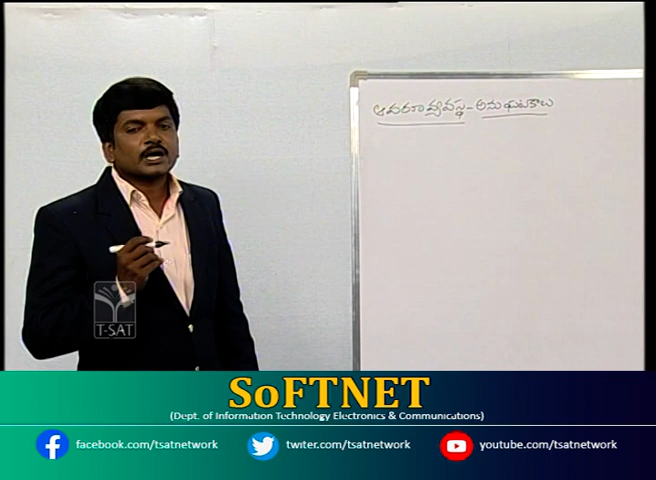 ఆవరణ వ్యవస్థ - అను ఘటకాలు
T-SAT
SoFTNET
(Dept. of Information Technology Electronics & Communications)
facebook.com/tsatnetwork twiter.com/tsatnetwork youtube.com/tsatnetwork